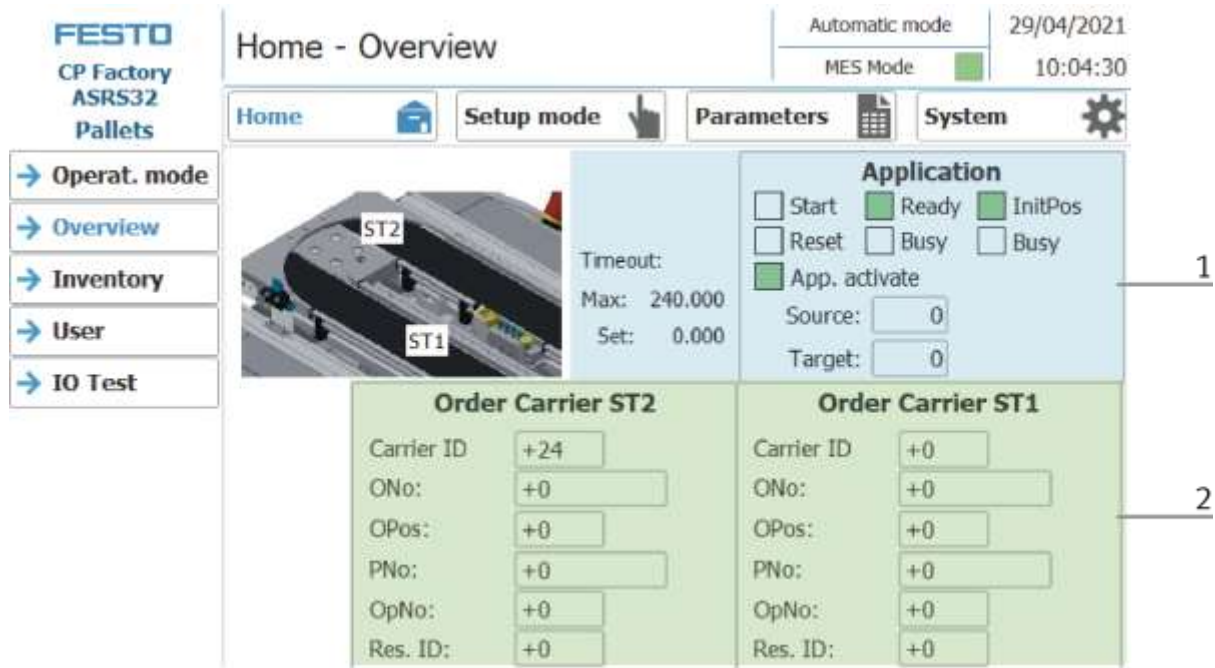 FESTO
CP Factory
ASRS32
Pallets
Home - Overview
Automatic mode
29/04/2021
MES Mode
10:04:30
Home
Setup mode
Parameters
System
Operat. mode
Overview
Inventory
User
IO Test
ST2
ST1
Timeout:
Max: 240.000
Set: 0.000
Application
Start Ready InitPos
Reset Busy Busy
App. activate
Source: 0
Target: 0
1
Order Carrier ST2
Carrier ID +24
ONo: +0
OPos: +0
PNo: +0
OpNo: +0
Res. ID: +0
Order Carrier ST1
Carrier ID +0
ONo: +0
OPos: +0
PNo: +0
OpNo: +0
Res. ID: +0
2